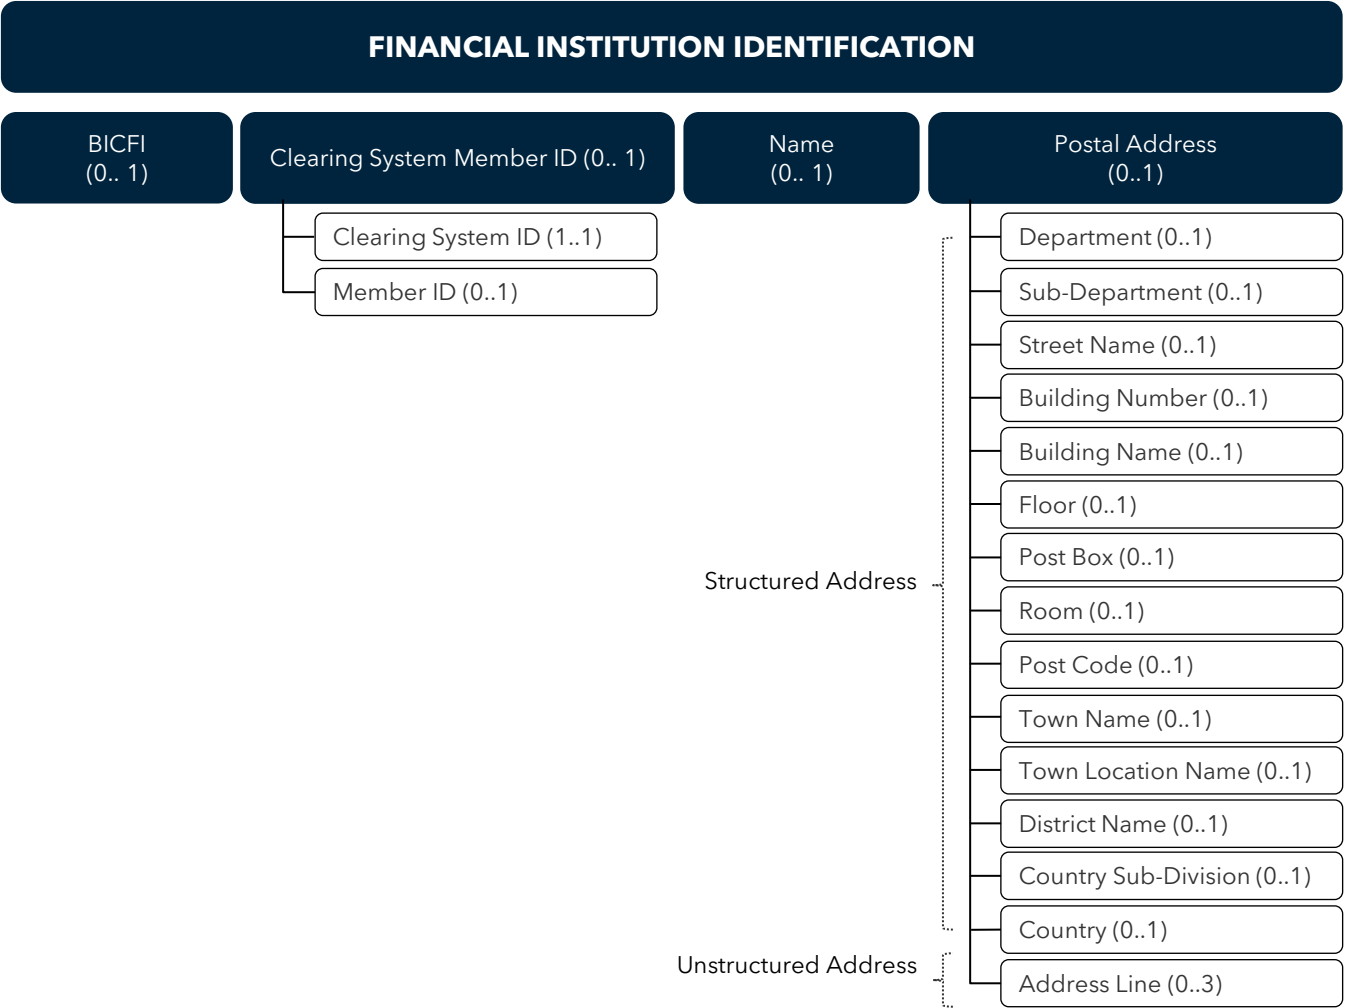 FINANCIAL INSTITUTION IDENTIFICATION
BICFI
(0.. 1)
Clearing System Member ID (0.. 1)
Name
(0.. 1)
Postal Address
(0..1)
Clearing System ID (1..1)
Member ID (0..1)
Department (0..1)
Sub-Department (0..1)
Street Name (0..1)
Building Number (0..1)
Building Name (0..1)
Floor (0..1)
Post Box (0..1)
Structured Address
Room (0..1)
Post Code (0..1)
Town Name (0..1)
Town Location Name (0..1)
District Name (0..1)
Country Sub-Division (0..1)
Country (0..1)
Unstructured Address
Address Line (0..3)